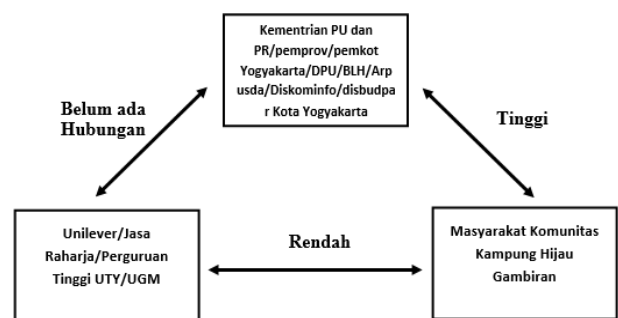 Kementrian PU dan
PR/pemprov/pemkot
Yogyakarta/DPU/BLH/Arp
usda/Diskominfo/disbudpa
r Kota Yogyakarta
Belum ada
Hubungan
Tinggi
Unilever/Jasa
Raharja/Perguruan
Tinggi UTY/UGM
Rendah
Masyarakat Komunitas
Kampung Hijau
Gambiran